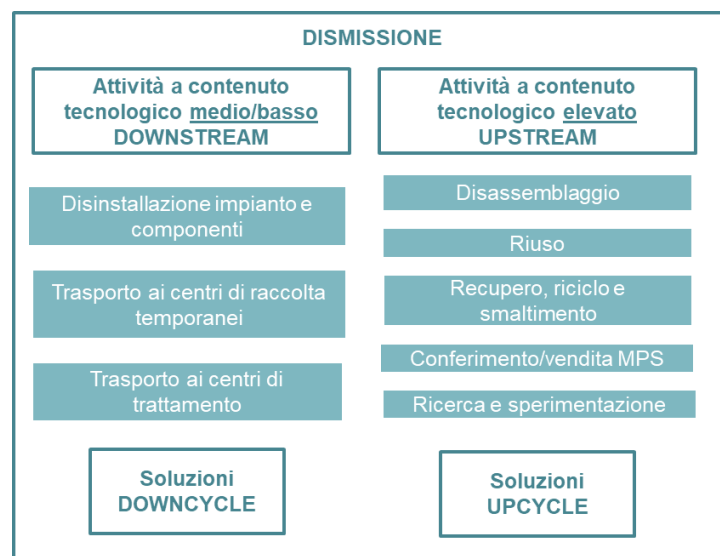 DISMISSIONE
Attività a contenuto
tecnologico medio/basso
DOWNSTREAM
Disinstallazione impianto e
componenti
Trasporto ai centri di raccolta
temporanei
Trasporto ai centri di
trattamento
Soluzioni
DOWNCYCLE
Attività a contenuto
tecnologico elevato
UPSTREAM
Disassemblaggio
Riuso
Recupero, riciclo e
smaltimento
Conferimento/vendita MPS
Ricerca e sperimentazione
Soluzioni
UPCYCLE